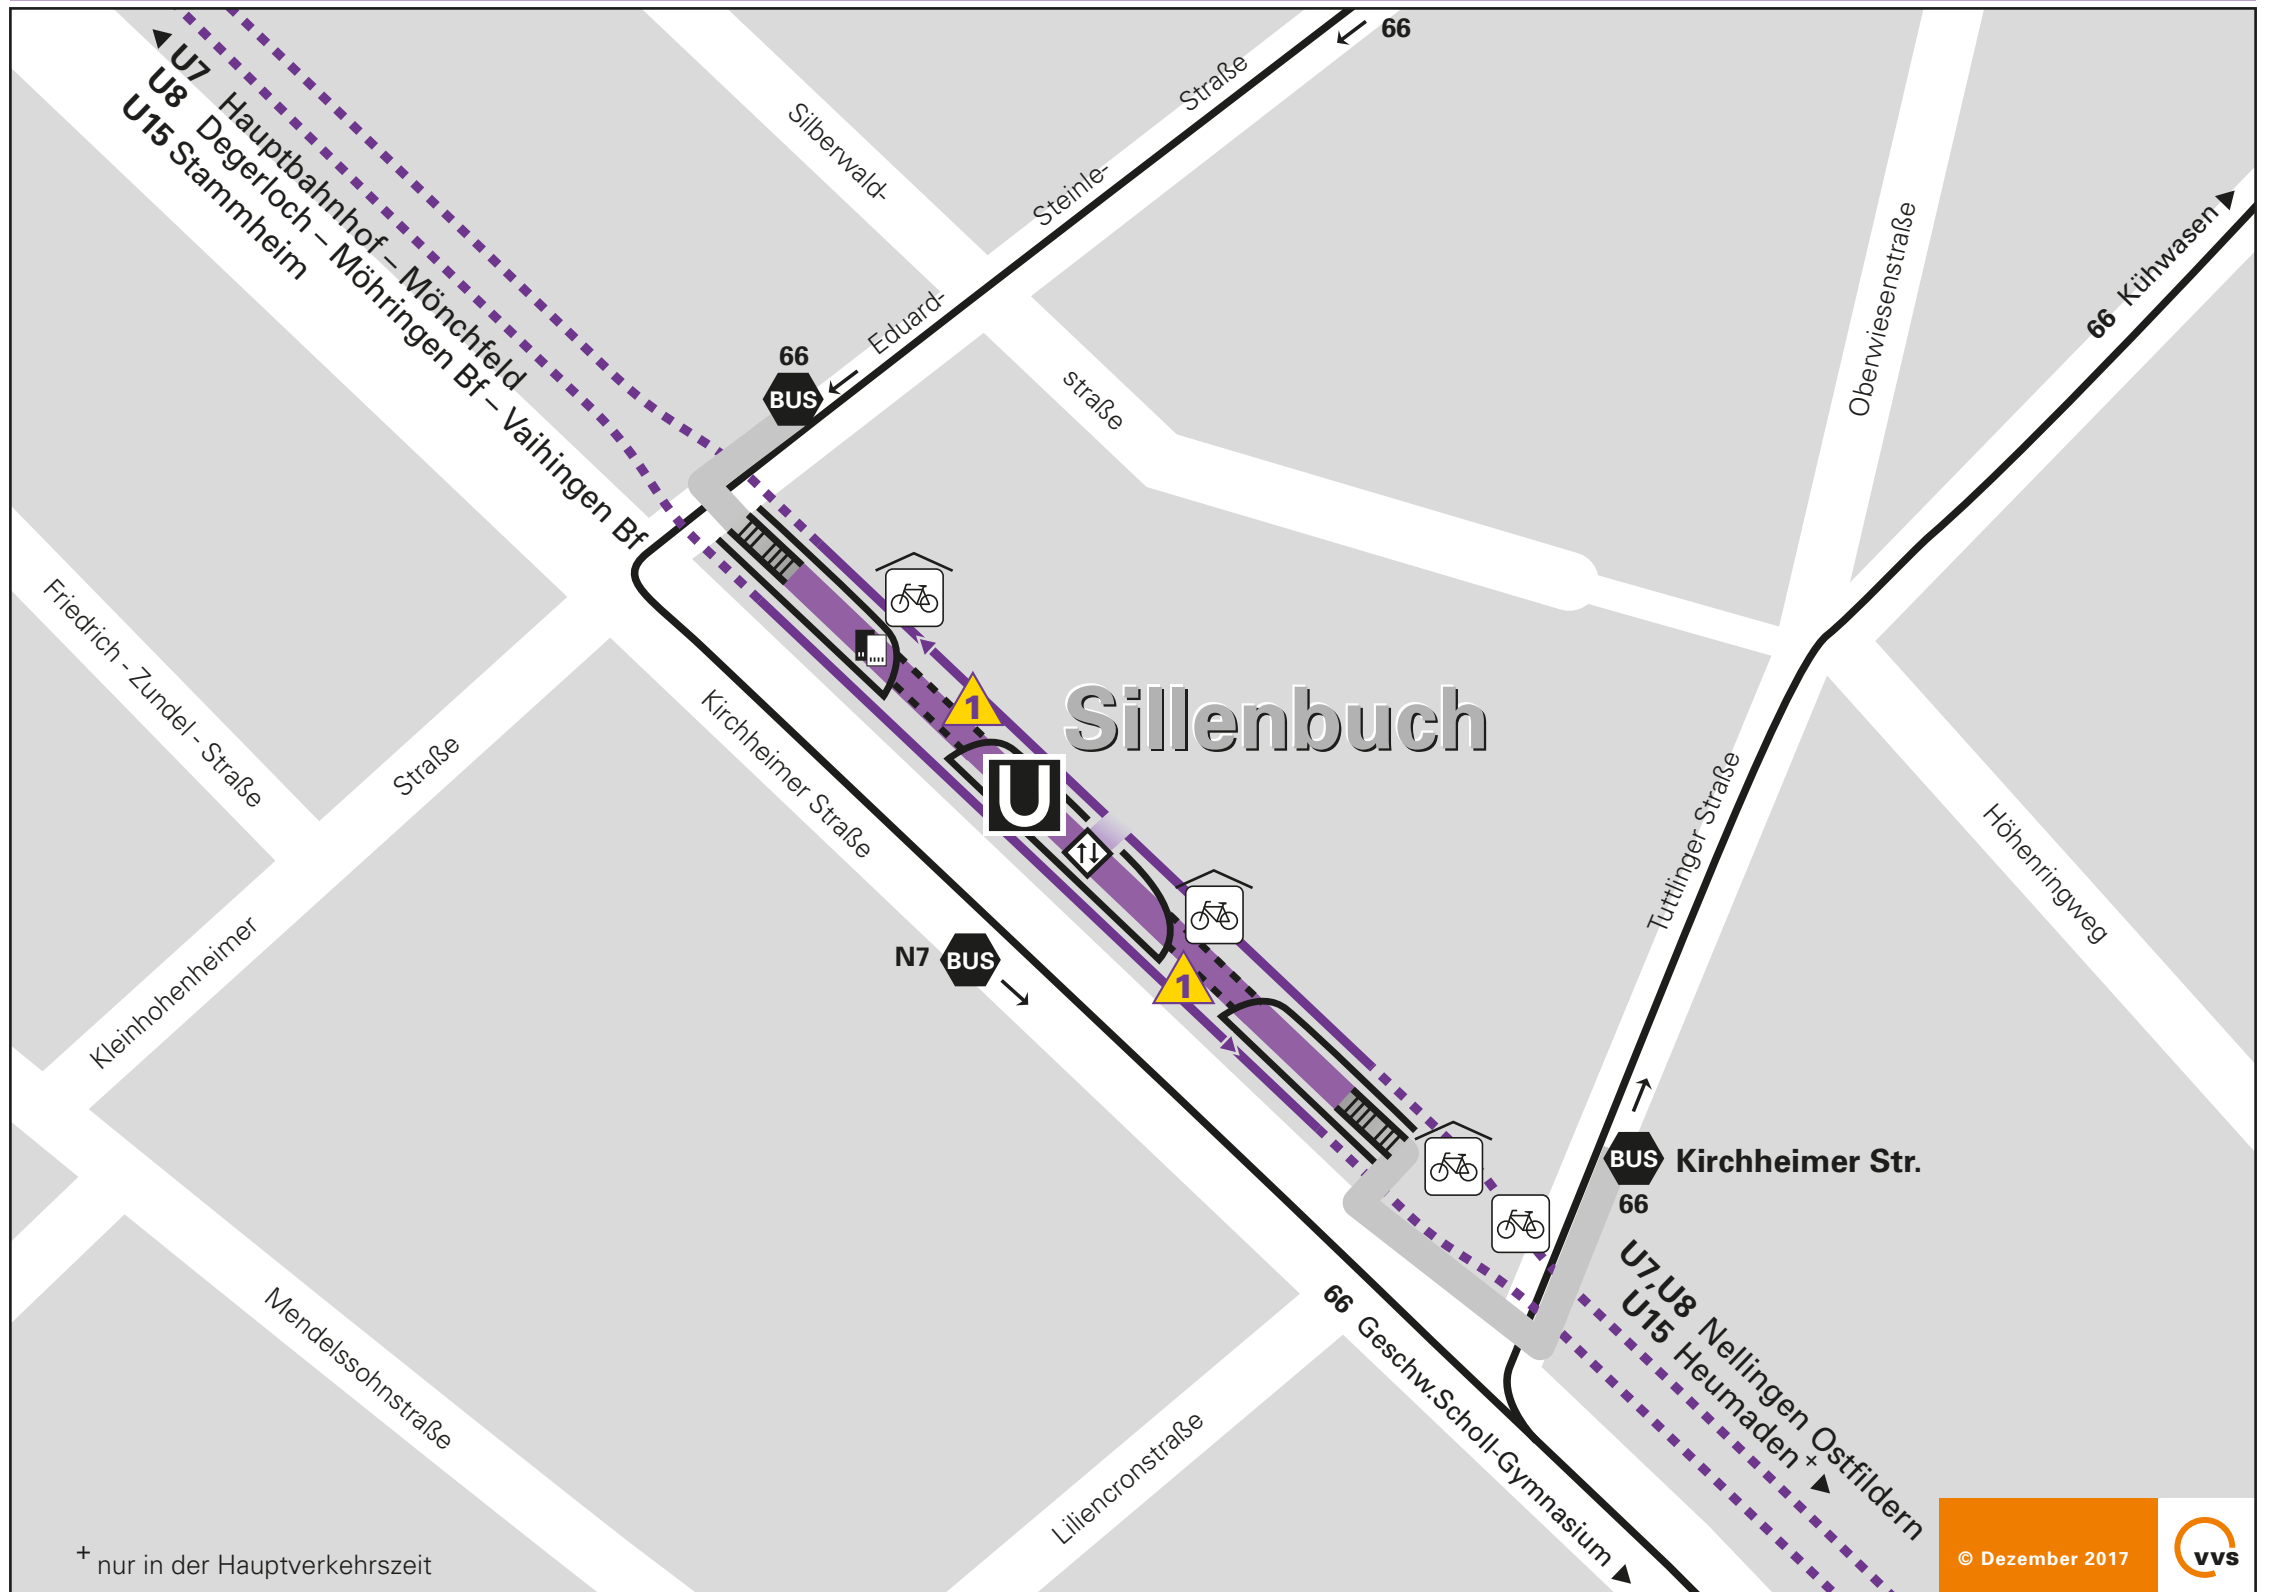 66
U7 Hauptbahnhof – Mönchfeld
U8 Degerloch – Möhringen Bf – Vaihingen Bf
U15 Stammheim
Silberwald-
straße
Eduard-
Steinle-
Straße
66
BUS
Oberwiesenstraße
66 Kühwasen
Friedrich - Zundel - Straße
Kleinhohenheimer
Straße
Kirchheimer Straße
1
Sillenbuch
U
Tuttlinger Straße
Höhenringweg
N7
BUS
1
BUS
Kirchheimer Str.
66
U7,U8 Nellingen Ostfildern
U15 Heumaden +
66 Geschw.Scholl-Gymnasium
Mendelssohnstraße
Liliencronstraße
+ nur in der Hauptverkehrszeit
© Dezember 2017
vvs